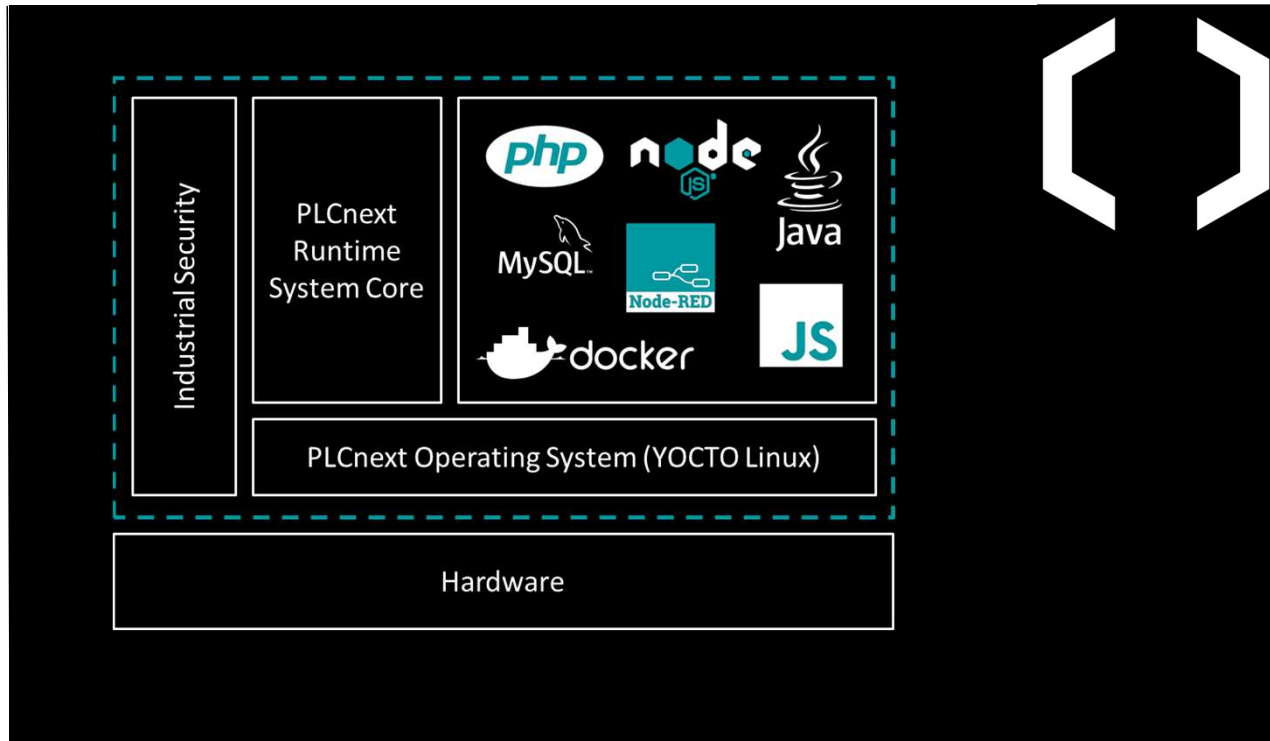 Industrial Security
PLCnext
Runtime
System Core
php
node
JS
Java
MySQL™
Node-RED
docker
JS
PLCnext Operating System (YOCTO Linux)
Hardware